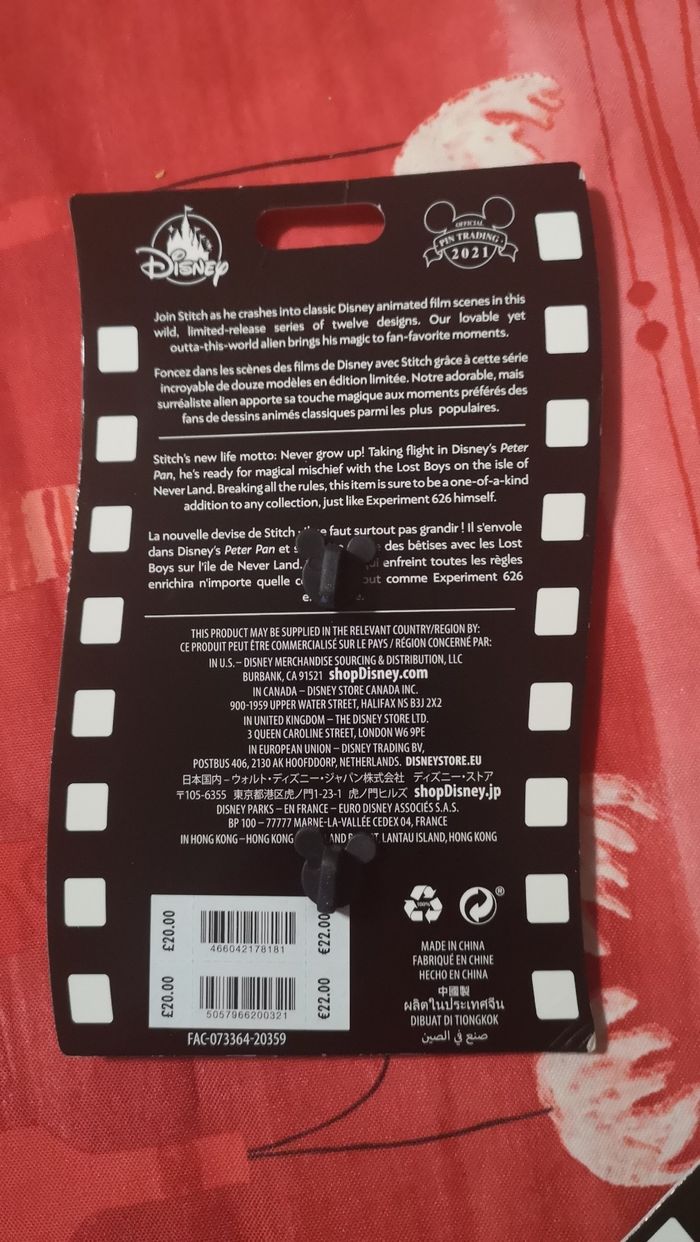 Disney
OFFICIAL
PIN TRADING
2021
Join Stitch as he crashes into classic Disney animated film scenes in this
wild, limited-release series of twelve designs. Our lovable yet
outta-this-world alien brings his magic to fan-favorite moments.
Foncez dans les scènes des films de Disney avec Stitch grâce à cette série
incroyable de douze modèles en édition limitée. Notre adorable, mais
surréaliste alien apporte sa touche magique aux moments préférés des
fans de dessins animés classiques parmi les plus populaires.
Stitch's new life motto: Never grow up! Taking flight in Disney's Peter
Pan, he's ready for magical mischief with the Lost Boys on the isle of
Never Land. Breaking all the rules, this item is sure to be a one-of-a-kind
addition to any collection, just like Experiment 626 himself.
La nouvelle devise de Stitch faut surtout pas grandir ! Il s'envole
dans Disney's Peter Pan et des bêtises avec les Lost
Boys sur l'île de Never Land. enfreint toutes les règles
enrichira n'importe quelle comme Experiment 626
THIS PRODUCT MAY BE SUPPLIED IN THE RELEVANT COUNTRY/REGION BY:
CE PRODUCT PEUT ÊTRE COMMERCIALISÉ SUR LE PAYS / RÉGION CONCERNÉ PAR:
IN U.S. – DISNEY MERCHANDISE SOURCING & DISTRIBUTION, LLC
BURBANK, CA 91521 shopDisney.com
IN CANADA – DISNEY STORE CANADA INC.
900-1959 UPPER WATER STREET, HALIFAX NS B3J 2X2
IN UNITED KINGDOM – THE DISNEY STORE LTD.
3 QUEEN CAROLINE STREET, LONDON W6 9PE
IN EUROPEAN UNION – DISNEY TRADING BV,
POSTBUS 406, 2130 AK HOOFDDORP, NETHERLANDS. DISNEYSTORE.EU
日本国内 – ウォルト・ディズニー・ジャパン株式会社 ディズニー・ストア
〒105-6355 東京都港区虎ノ門1-23-1 虎ノ門ヒルズ shopDisney.jp
DISNEY PARKS – EN FRANCE – EURO DISNEY ASSOCIÉS S.A.S.
BP 100 – 77777 MARNE-LA-VALLÉE CEDEX 04, FRANCE
IN HONG KONG – HONG KONG LANTAU ISLAND, HONG KONG
£20.00
466042178181
€22.00
£20.00
5057966200321
€22.00
FAC-073364-20359
100%
®
MADE IN CHINA
FABRIQUÉ EN CHINE
HECHO EN CHINA
中國製
ผลิตในประเทศจีน
DIBUAT DI TIONGKOK
صنع في الصين